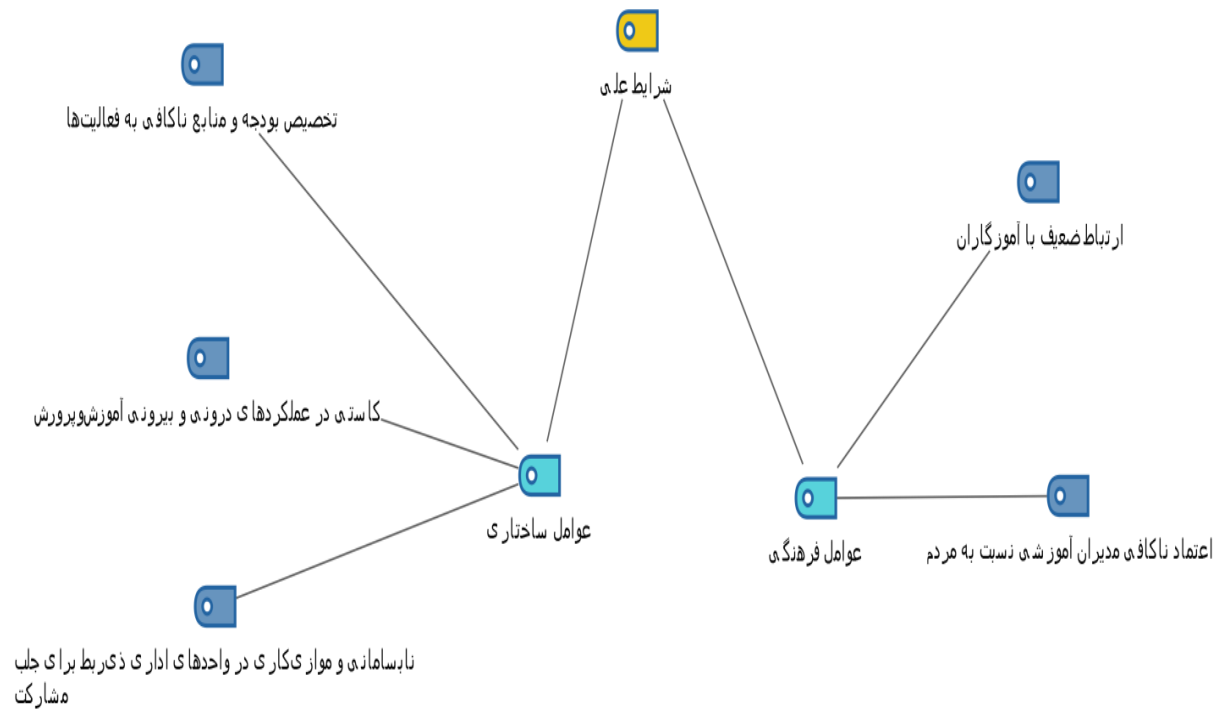 شرایط علی
تخصیص بودجه و منابع ناکافی به فعالیت‌ها
ارتباط ضعیف با آموزگاران
کاستی در عملکردهای درونی و بیرونی آموزش‌وپرورش
عوامل ساختاری
عوامل فرهنگی
اعتماد ناکافی مدیران آموزشی نسبت به مردم
نابسامانی و موازی‌کاری در واحدهای اداری ذی‌ربط برای جلب
مشارکت